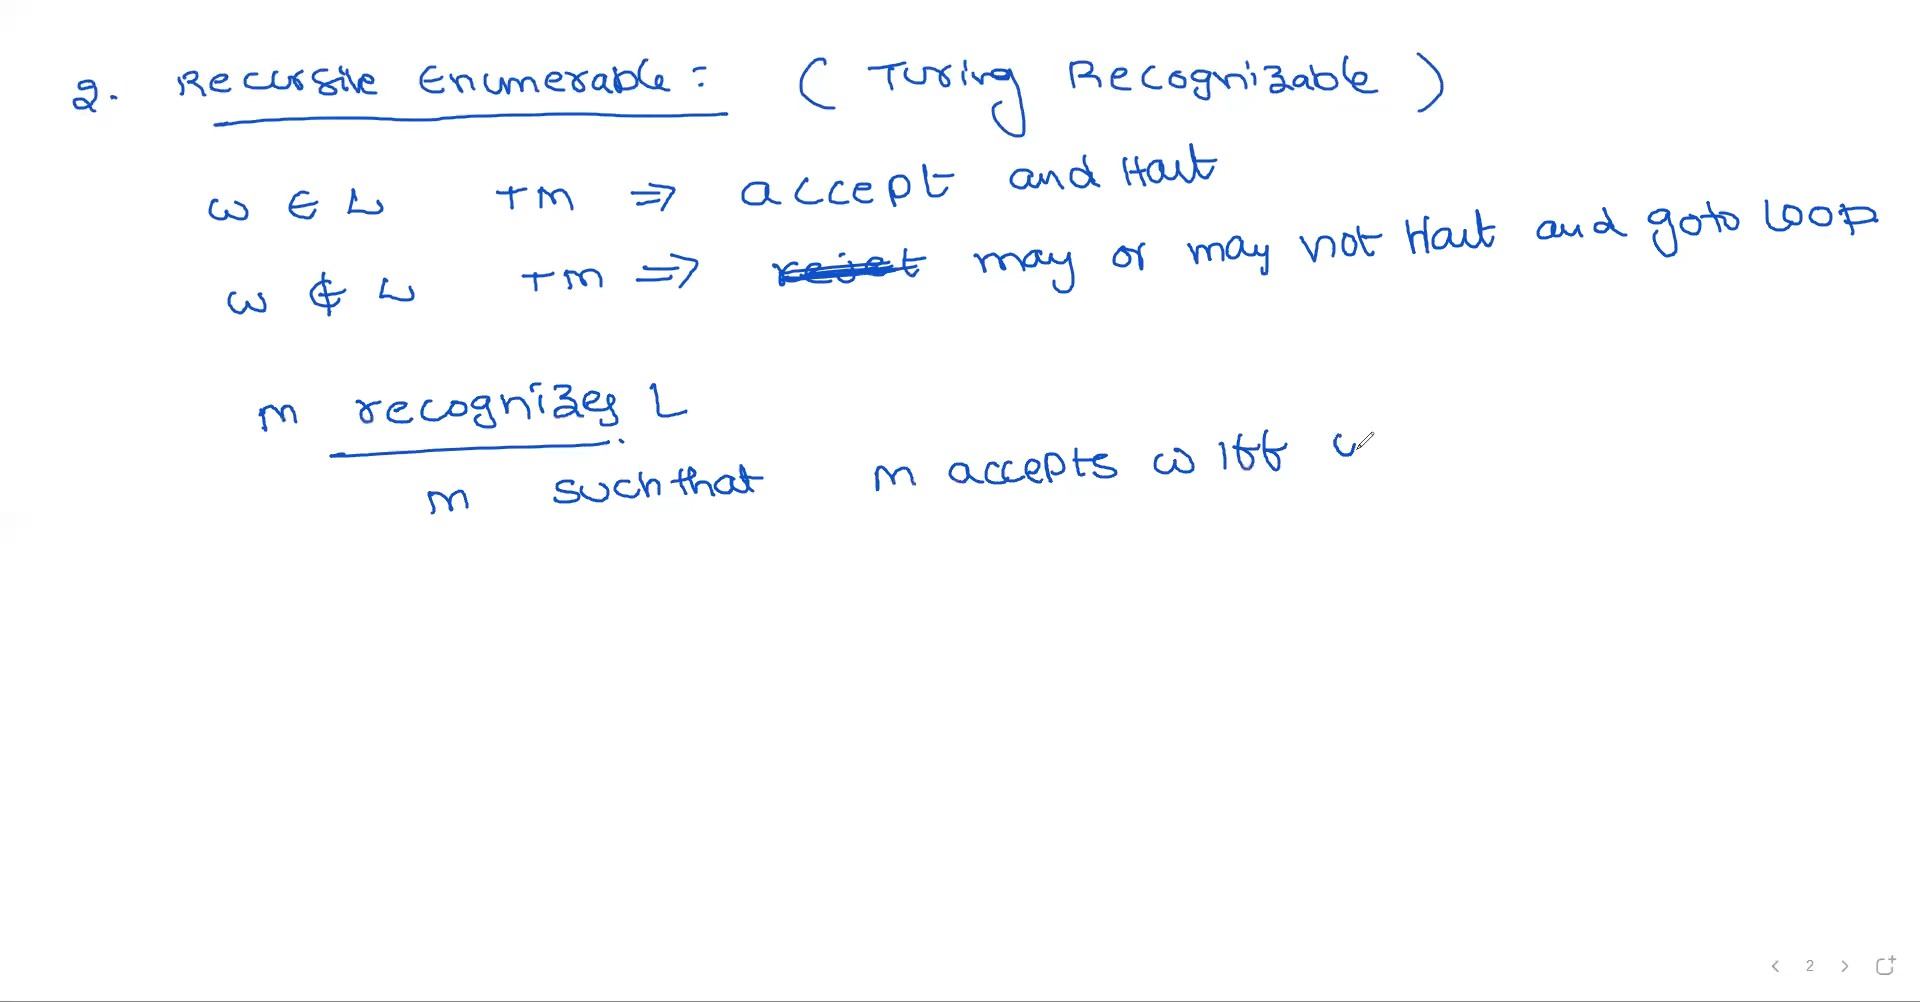 2. Recursive Enumerable: (Turing Recognizable)
w ∈ L TM ⇒ accept and Halt
w ∉ L TM ⇒ reject may or may not Halt and goto loop
m recognizes L
m such that m accepts w iff w
2